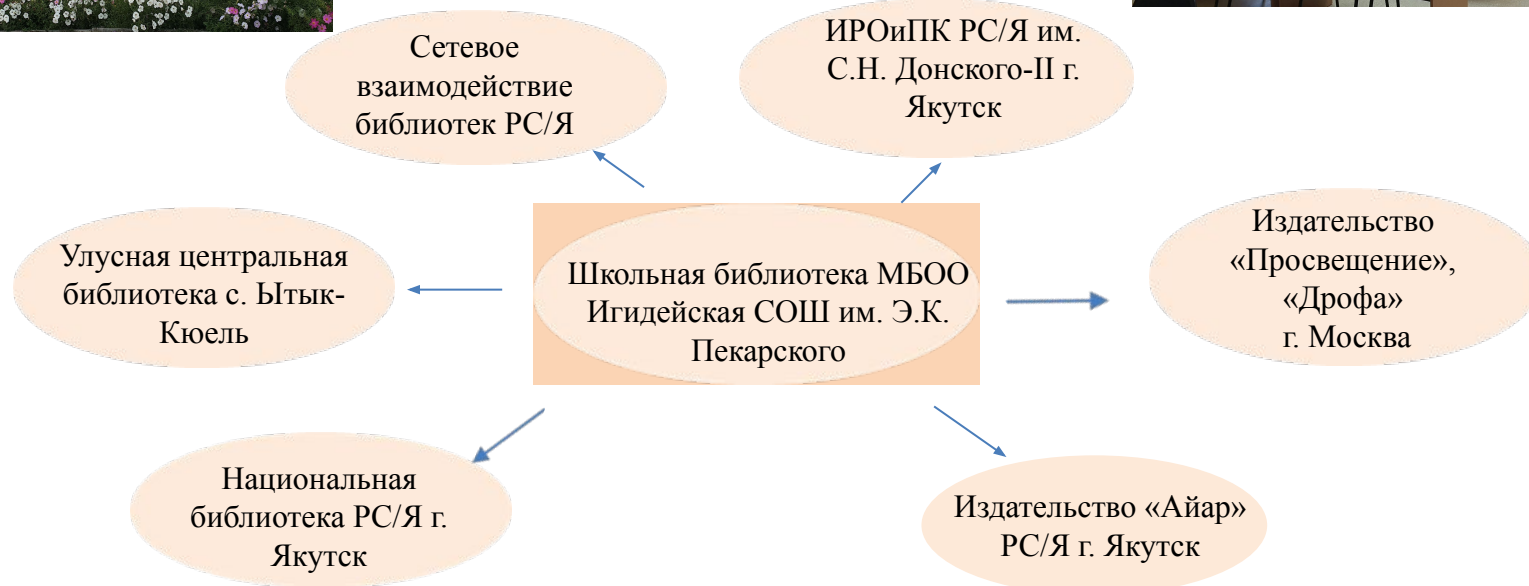 Сетевое
взаимодействие
библиотек РС/Я
ИРОиПК РС/Я им.
С.Н. Донского-II г.
Якутск
Улусная центральная
библиотека с. Ытык-
Кюель
Школьная библиотека МБОО
Игидейская СОШ им. Э.К.
Пекарского
Издательство
«Просвещение»,
«Дрофа»
г. Москва
Национальная
библиотека РС/Я г.
Якутск
Издательство «Айар»
РС/Я г. Якутск